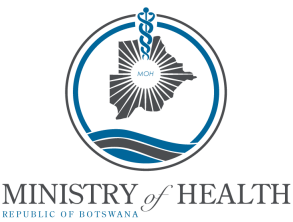 MOH
MINISTRY of HEALTH
REPUBLIC OF BOTSWANA